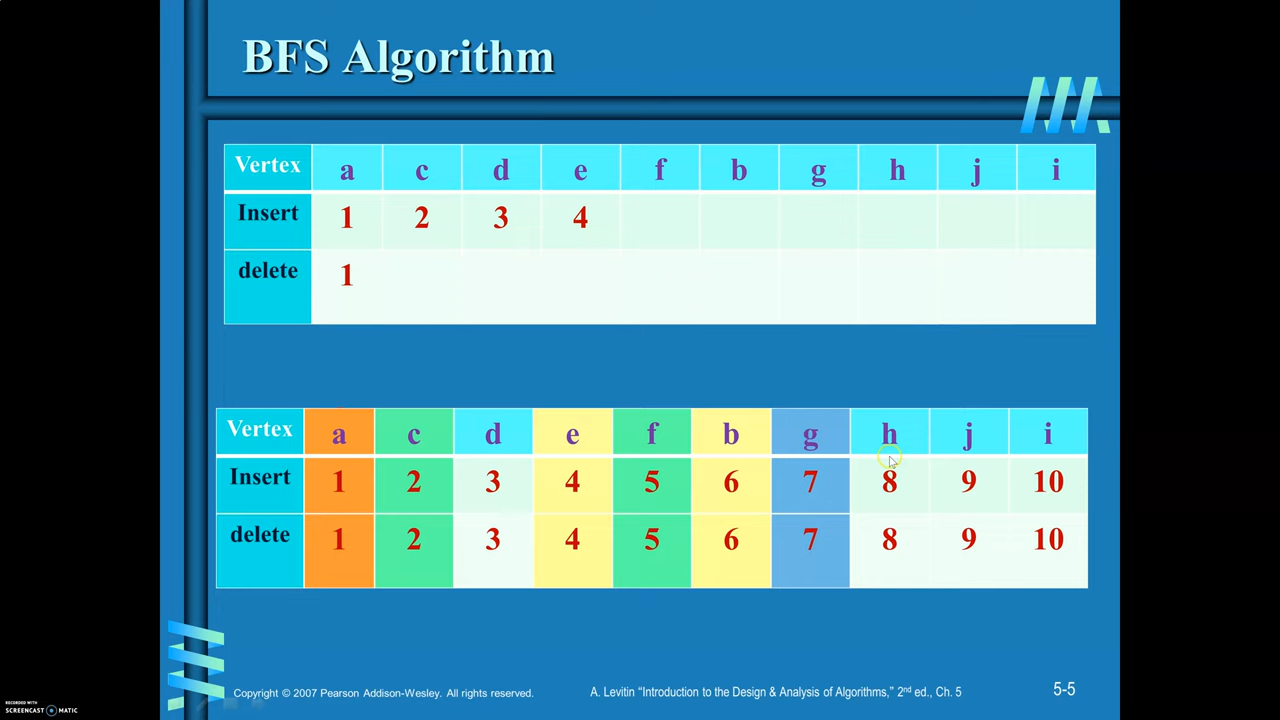 BFS Algorithm
Vertex a c d e f b g h j i
Insert 1 2 3 4
delete 1
Vertex a c d e f b g h j i
Insert 1 2 3 4 5 6 7 8 9 10
delete 1 2 3 4 5 6 7 8 9 10
Copyright © 2007 Pearson Addison-Wesley. All rights reserved. A. Levitin “Introduction to the Design & Analysis of Algorithms,” 2nd ed., Ch. 5 5-5
RECORDED WITH
SCREENCAST MATIC